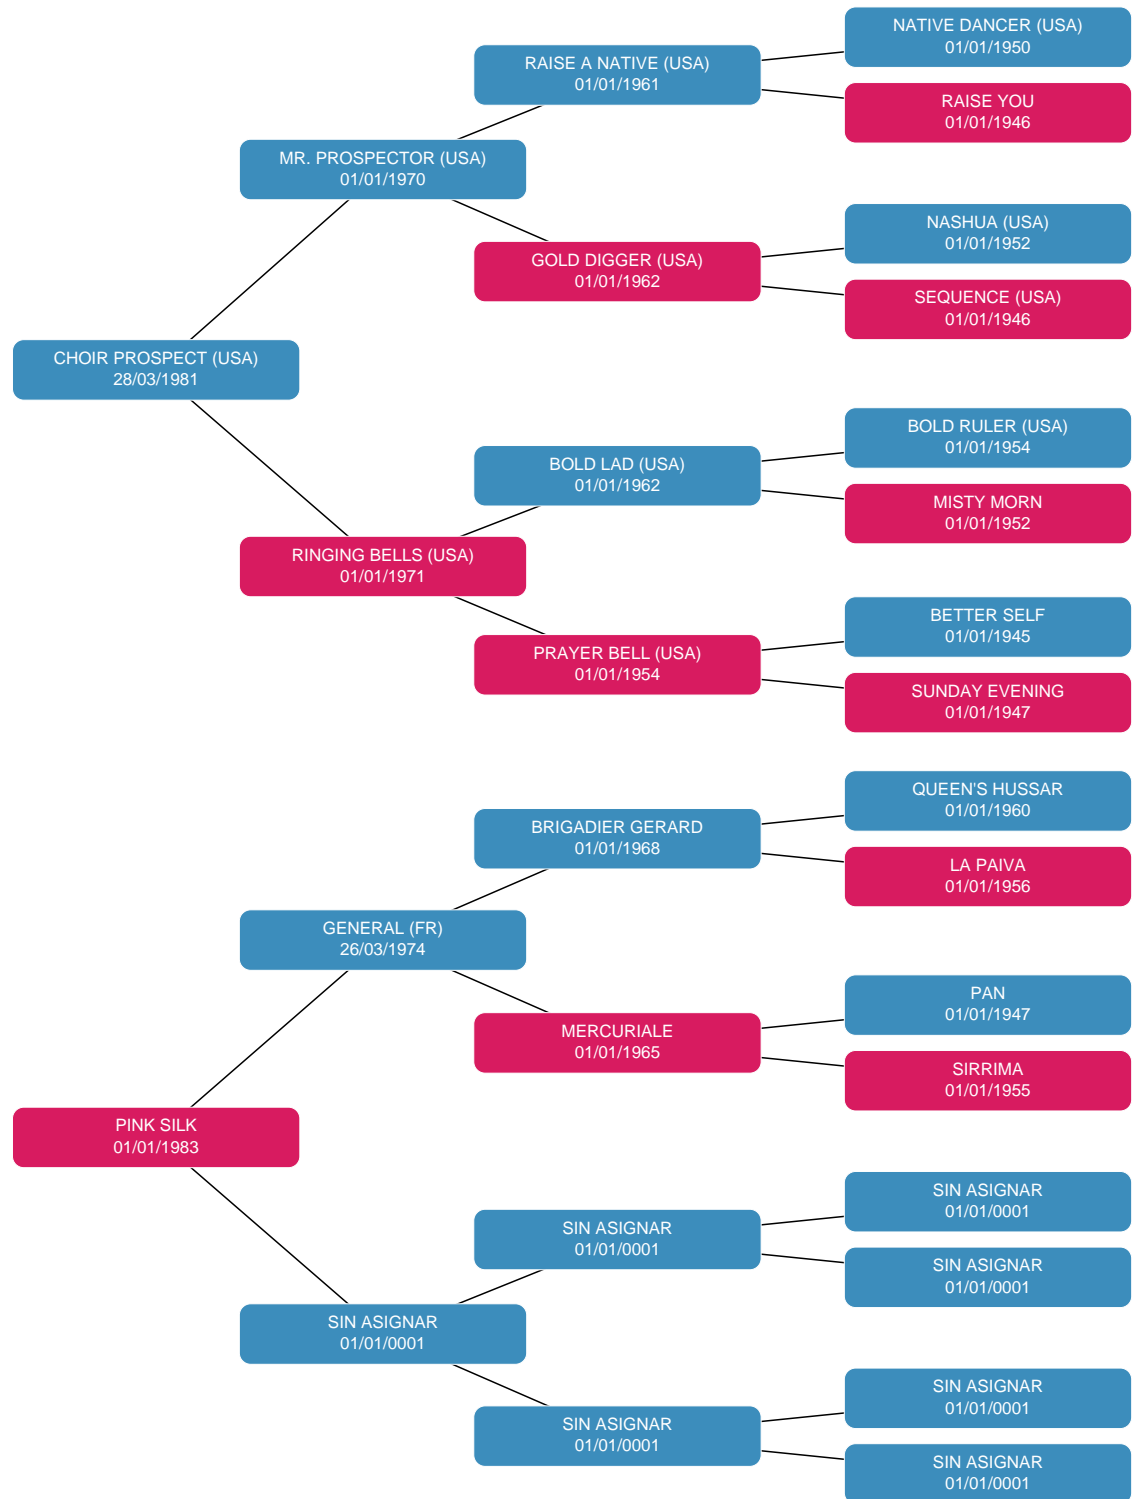 NATIVE DANCER (USA)
01/01/1950
RAISE A NATIVE (USA)
01/01/1961
RAISE YOU
01/01/1946
MR. PROSPECTOR (USA)
01/01/1970
NASHUA (USA)
01/01/1952
GOLD DIGGER (USA)
01/01/1962
SEQUENCE (USA)
01/01/1946
CHOIR PROSPECT (USA)
28/03/1981
BOLD RULER (USA)
01/01/1954
BOLD LAD (USA)
01/01/1962
MISTY MORN
01/01/1952
RINGING BELLS (USA)
01/01/1971
BETTER SELF
01/01/1945
PRAYER BELL (USA)
01/01/1954
SUNDAY EVENING
01/01/1947
QUEEN'S HUSSAR
01/01/1960
BRIGADIER GERARD
01/01/1968
LA PAIVA
01/01/1956
GENERAL (FR)
26/03/1974
PAN
01/01/1947
MERCURIALE
01/01/1965
SIRRIMA
01/01/1955
PINK SILK
01/01/1983
SIN ASIGNAR
01/01/0001
SIN ASIGNAR
01/01/0001
SIN ASIGNAR
01/01/0001
SIN ASIGNAR
01/01/0001
SIN ASIGNAR
01/01/0001
SIN ASIGNAR
01/01/0001
SIN ASIGNAR
01/01/0001